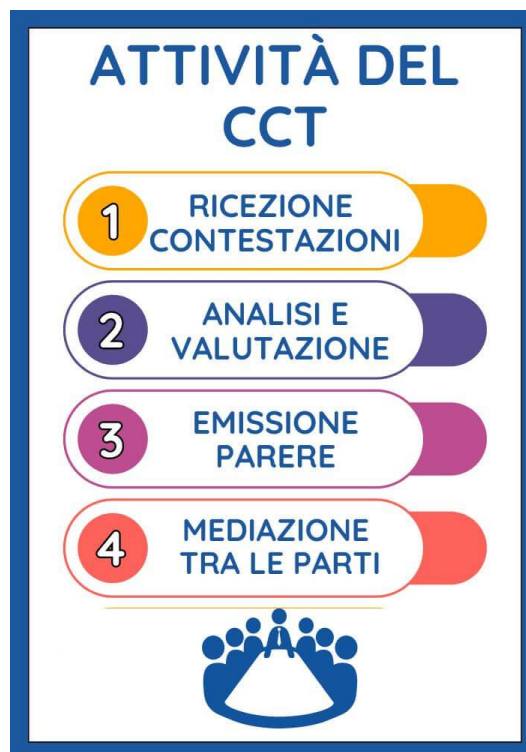 ATTIVITÀ DEL
CCT
1
RICEZIONE
CONTESTAZIONI
2
ANALISI E
VALUTAZIONE
3
EMISSIONE
PARERE
4
MEDIAZIONE
TRA LE PARTI